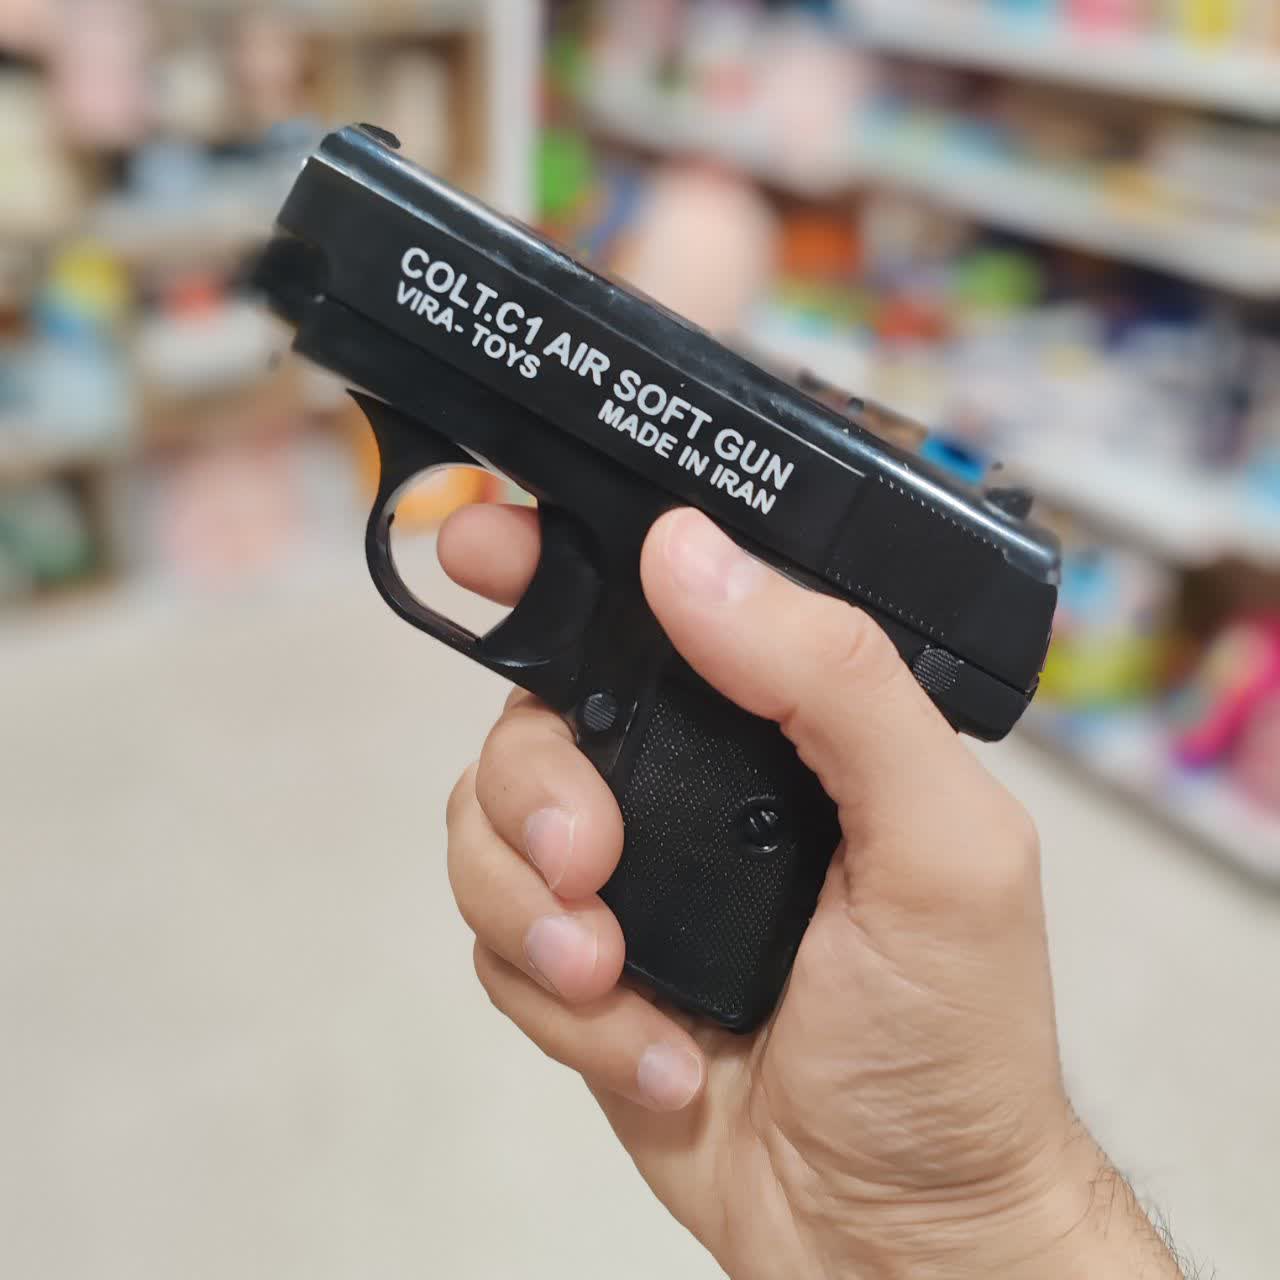 COLT.C1 AIR SOFT GUN
VIRA- TOYS
MADE IN IRAN